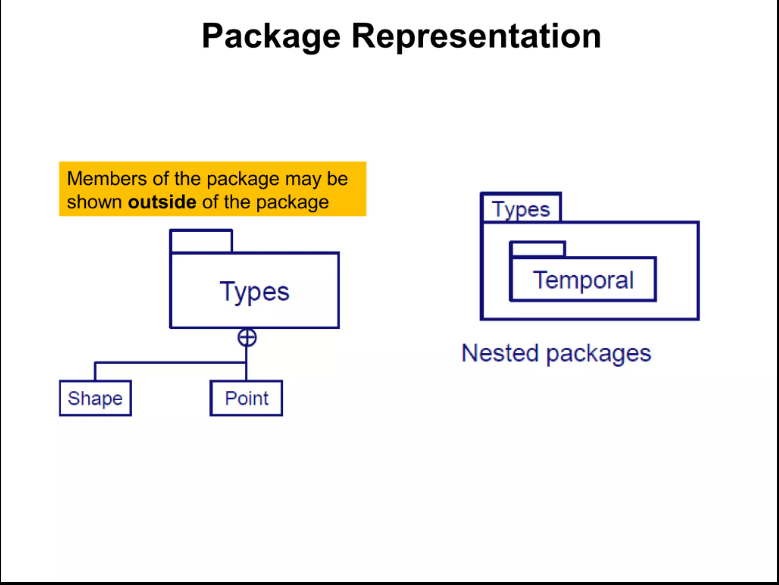 Package Representation
Members of the package may be
shown outside of the package
Types
Shape
Point
Types
Temporal
Nested packages